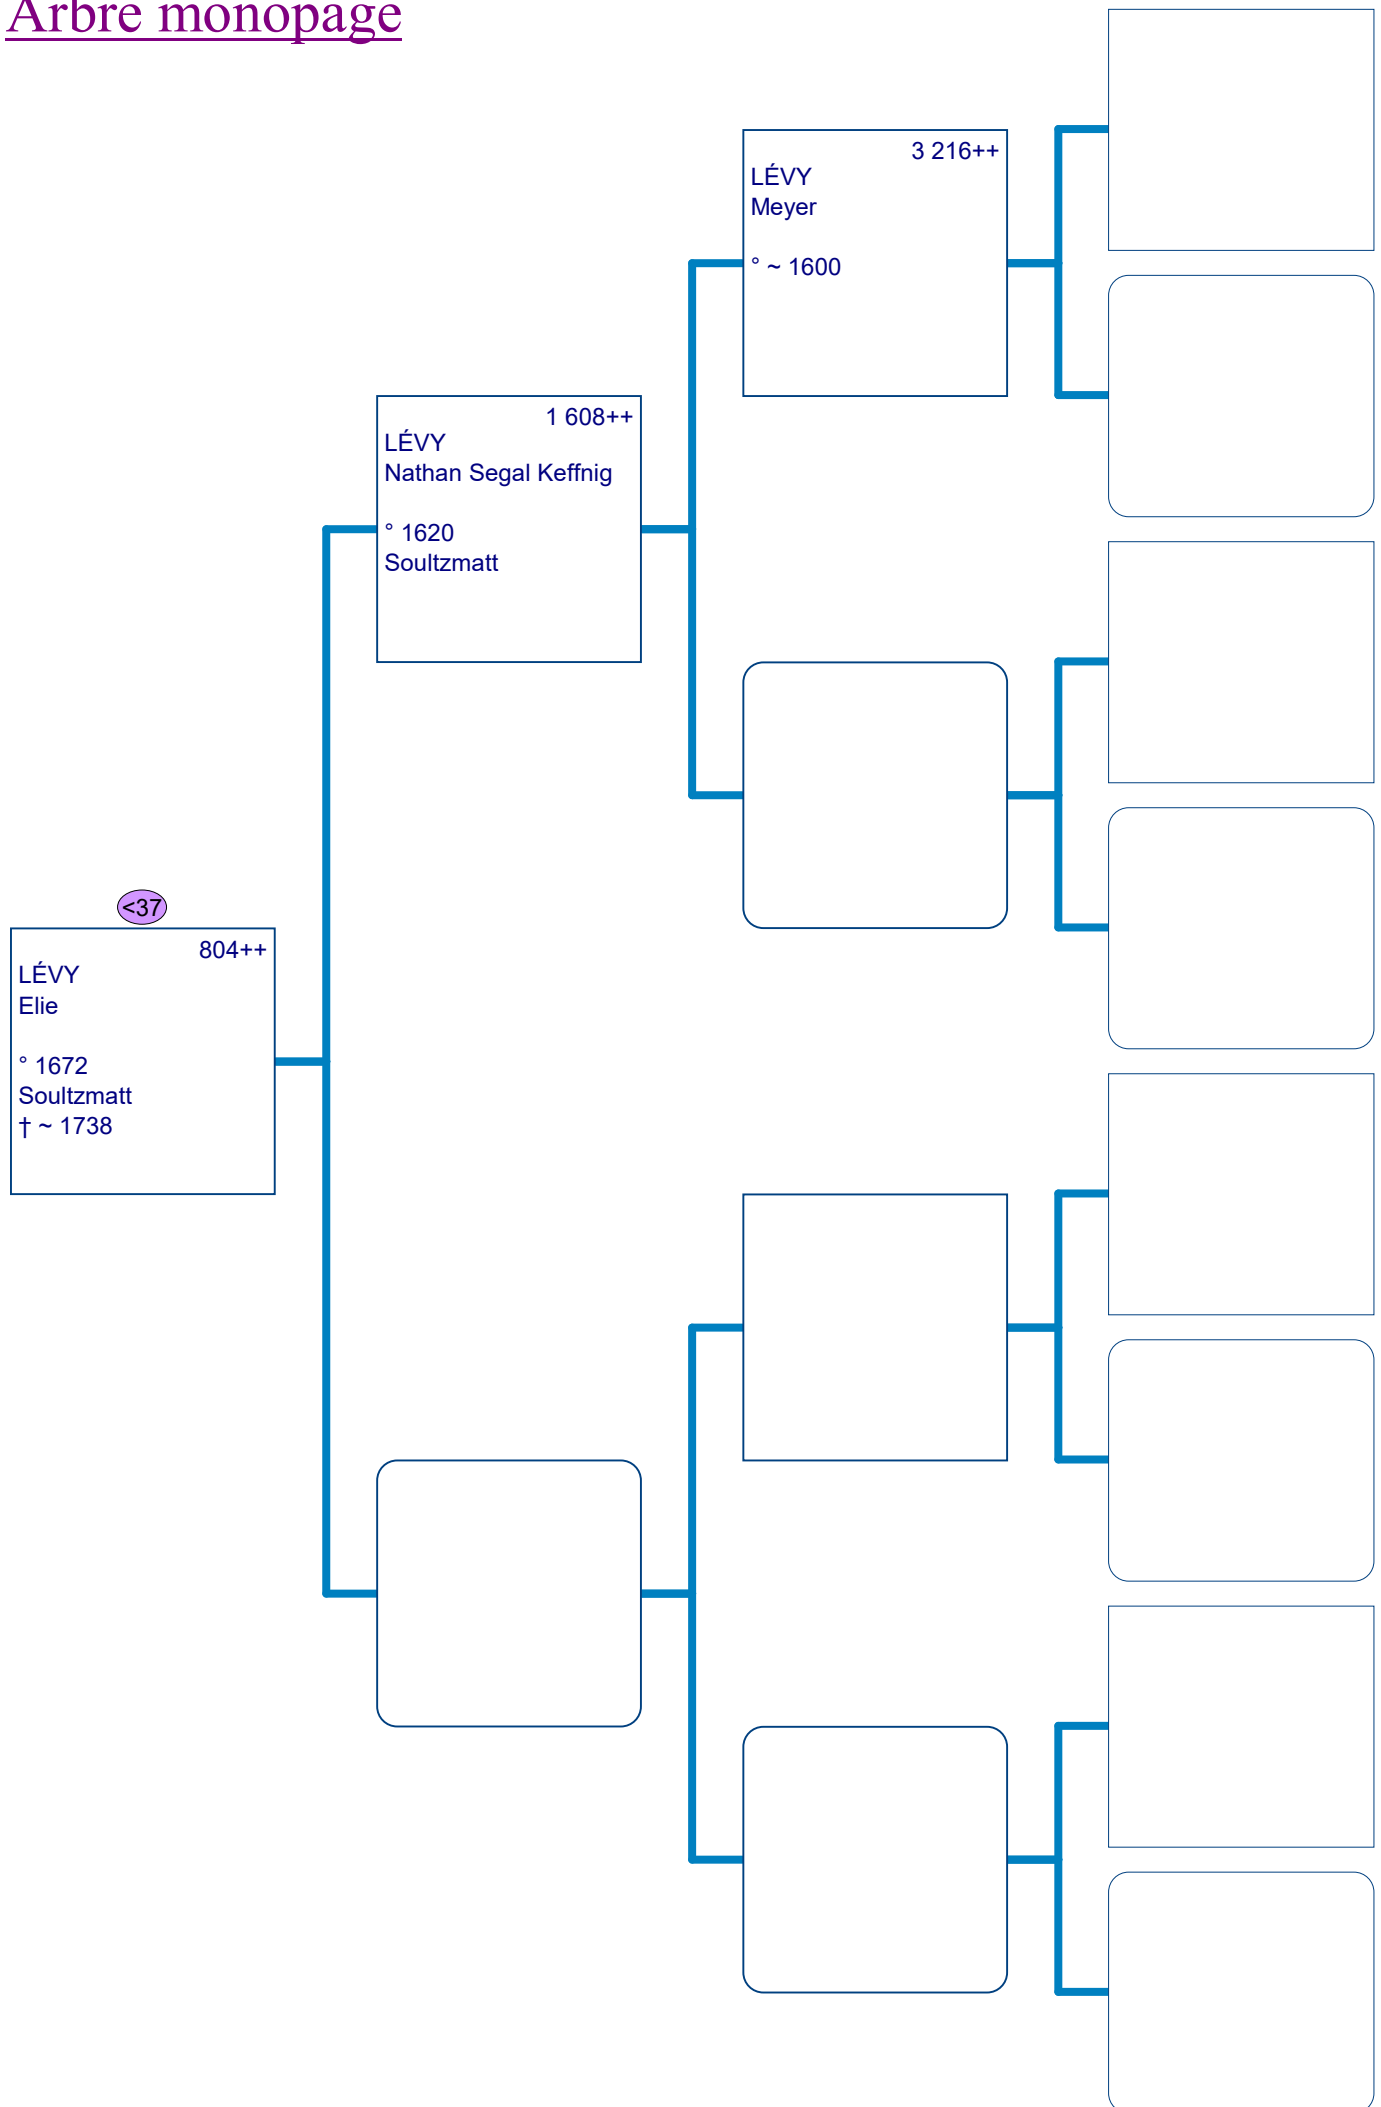 Arbre monopage
3 216++
LÉVY
Meyer
° ~ 1600
1 608++
LÉVY
Nathan Segal Keffnig
° 1620
Soultzmatt
<37
804++
LÉVY
Elie
° 1672
Soultzmatt
† ~ 1738